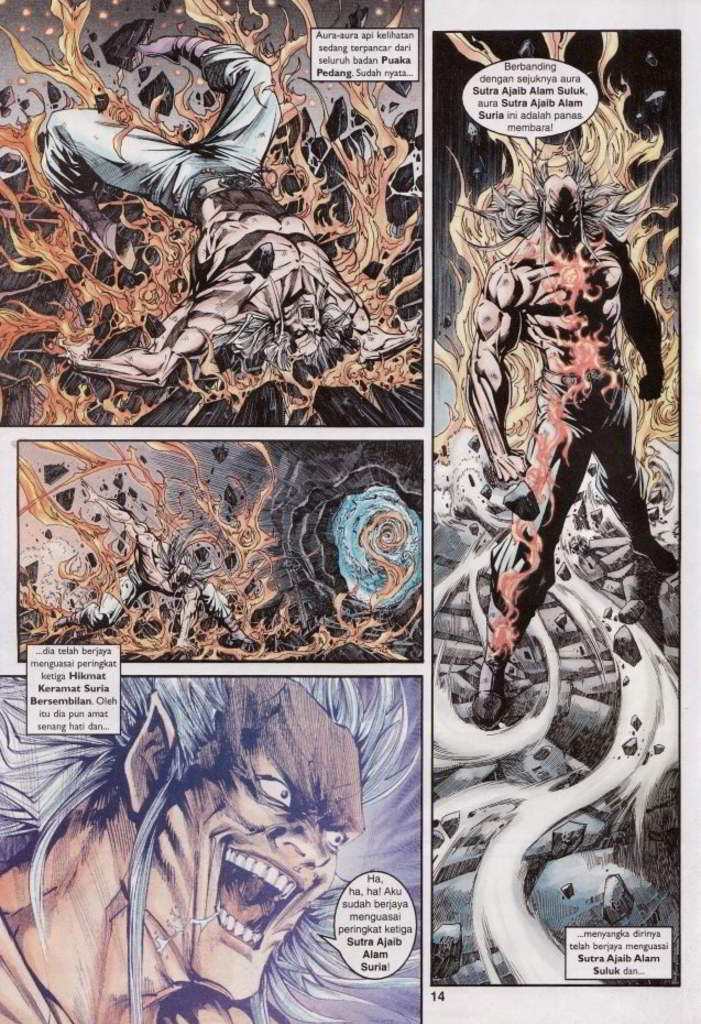 Aura-aura api kelihatan
sedang terpancar dari
seluruh badan Puaka
Pedang. Sudah nyata...
...dia telah berjaya
menguasai peringkat
ketiga Hikmat
Keramat Suria
Bersembilan. Oleh
itu dia pun amat
senang hati dan...
Ha,
ha, ha! Aku
sudah berjaya
menguasai
peringkat ketiga
Sutra Ajaib
Alam
Suria!
Berbanding
dengan sejuknya aura
Sutra Ajaib Alam Suluk,
aura Sutra Ajaib Alam
Suria ini adalah panas
membara!
...menyangka dirinya
telah berjaya menguasai
Sutra Ajaib Alam
Suluk dan...
14